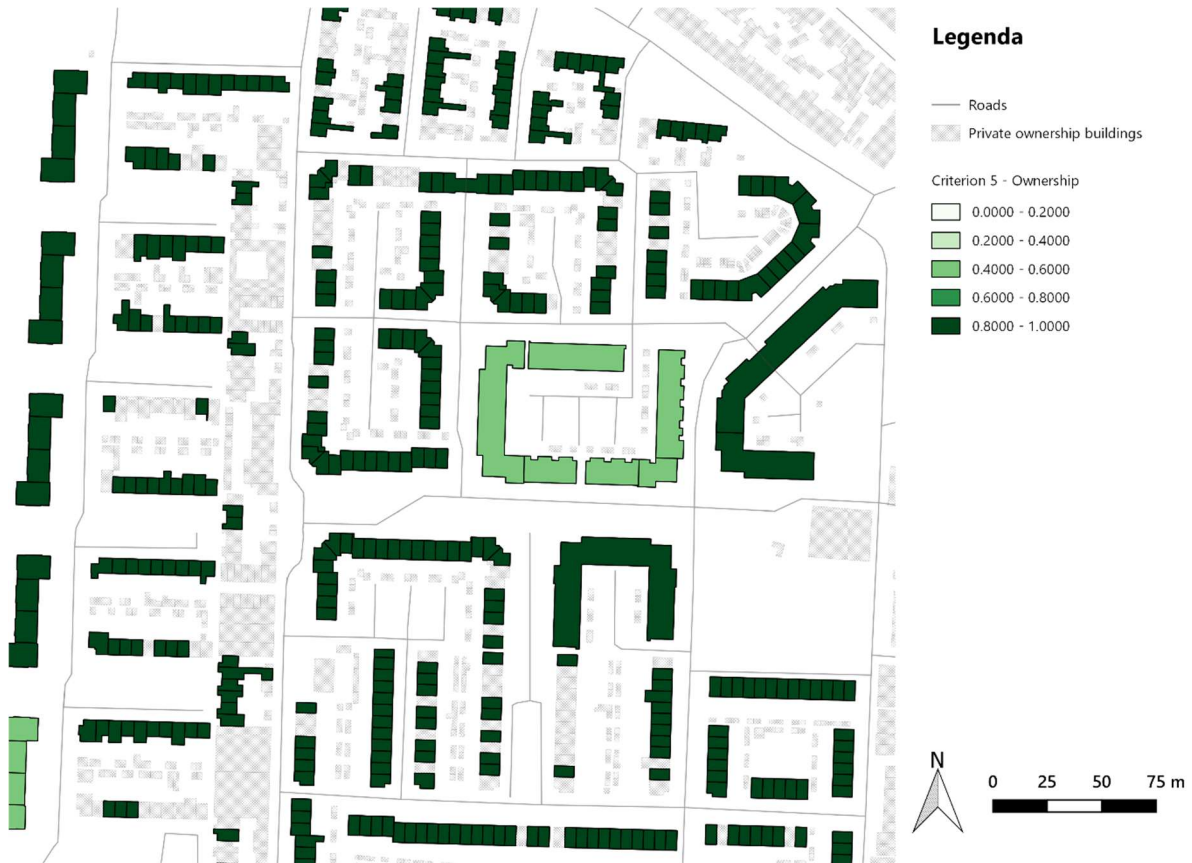 Legenda
Roads
Private ownership buildings
Criterion 5 - Ownership
0.0000 - 0.2000
0.2000 - 0.4000
0.4000 - 0.6000
0.6000 - 0.8000
0.8000 - 1.0000
N
0 25 50 75 m